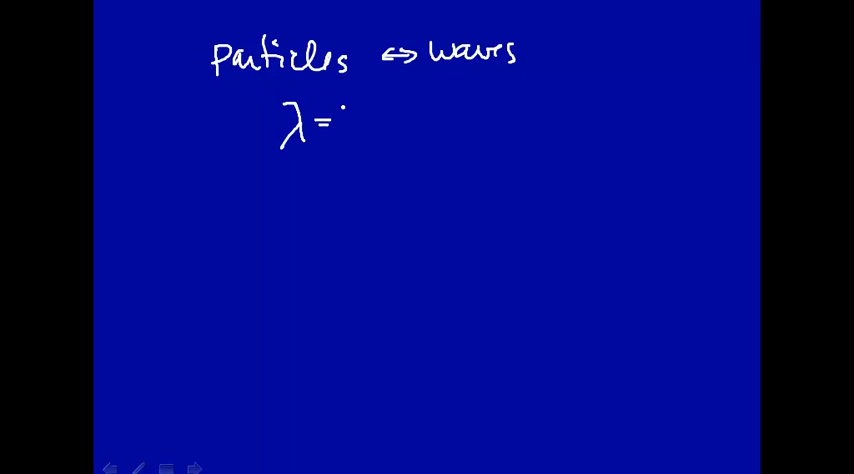 Particles ⇔ waves
λ =